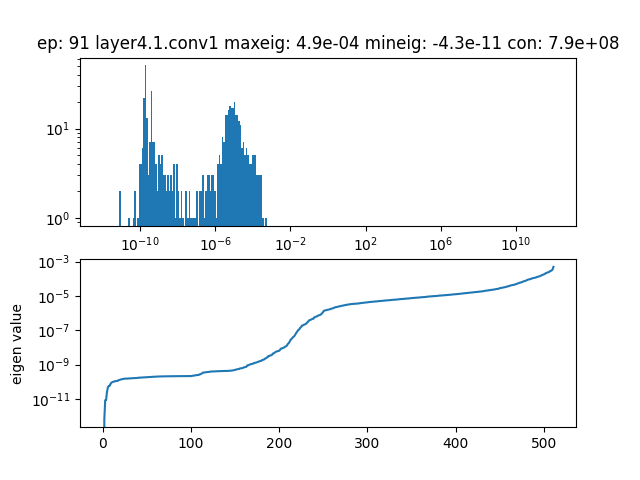 ep: 91 layer4.1.conv1 maxeig: 4.9e-04 mineig: -4.3e-11 con: 7.9e+08
10¹
10⁰
10⁻¹⁰ 10⁻⁶ 10⁻² 10² 10⁶ 10¹⁰
10⁻³
10⁻⁵
10⁻⁷
10⁻⁹
10⁻¹¹
eigen value
0 100 200 300 400 500